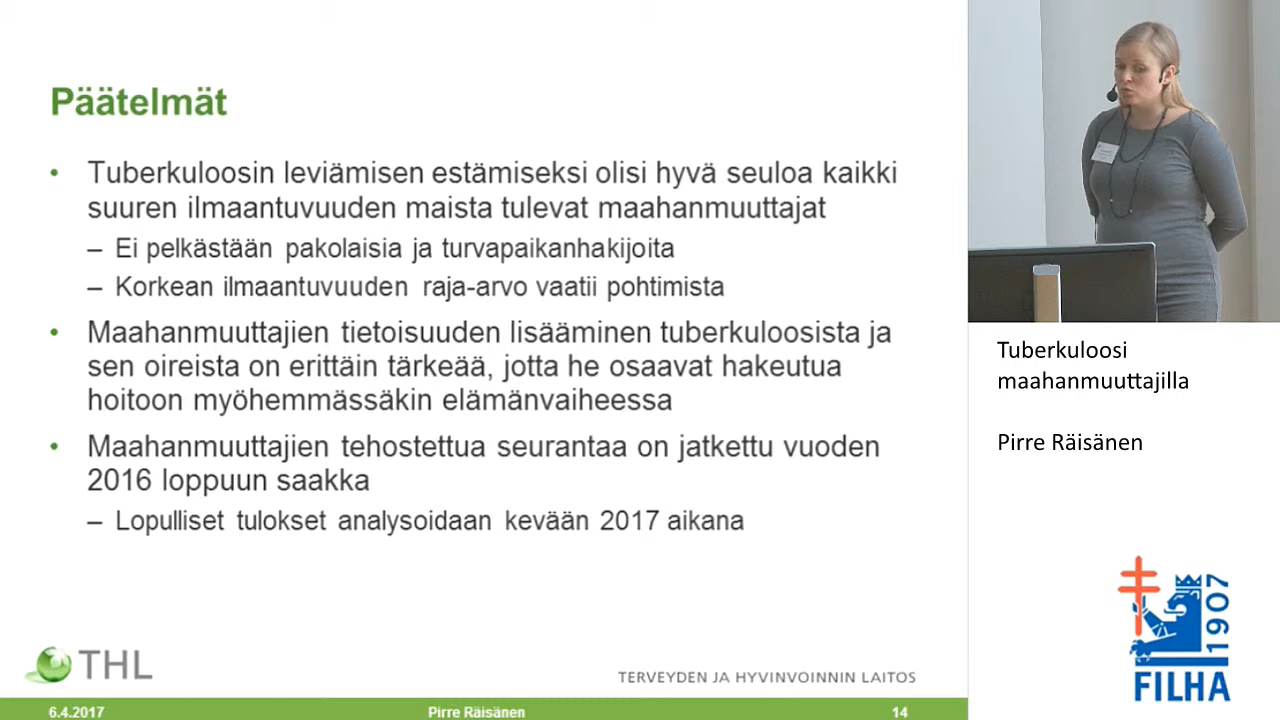 Päätelmät
• Tuberkuloosin leviämisen estämiseksi olisi hyvä seuloa kaikki
suuren ilmaantuvuuden maista tulevat maahanmuuttajat
– Ei pelkästään pakolaisia ja turvapaikanhakijoita
– Korkean ilmaantuvuuden raja-arvo vaatii pohtimista
• Maahanmuuttajien tietoisuuden lisääminen tuberkuloosista ja
sen oireista on erittäin tärkeää, jotta he osaavat hakeutua
hoitoon myöhemmässäkin elämänvaiheessa
• Maahanmuuttajien tehostettua seurantaa on jatkettu vuoden
2016 loppuun saakka
– Lopulliset tulokset analysoidaan kevään 2017 aikana
THL
TERVEYDEN JA HYVINVOINNIN LAITOS
6.4.2017
Pirre Räisänen
14
Tuberkuloosi
maahanmuuttajilla
Pirre Räisänen
1907
FILHA